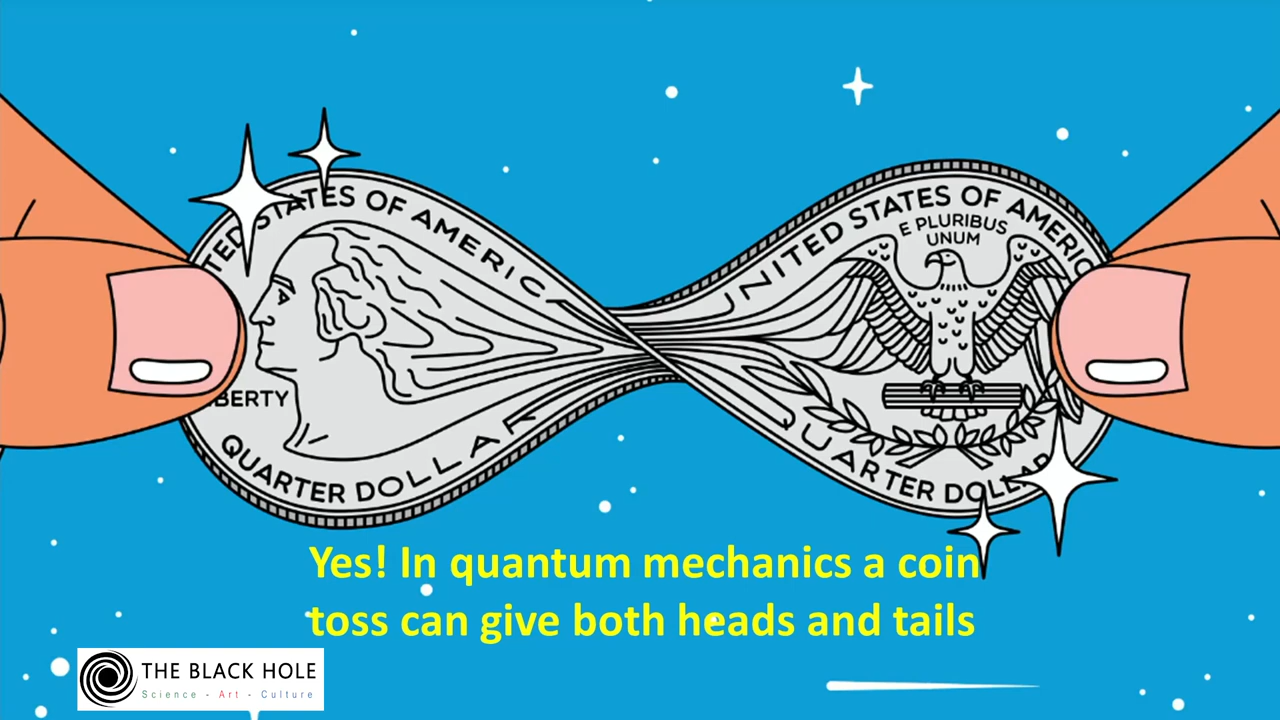 UNITED STATES OF AMERICA
E PLURIBUS
UNUM
STATES OF AMERICA
BERTY
QUARTER DOLLAR
QUARTER DOLLAR
Yes! In quantum mechanics a coin
toss can give both heads and tails
THE BLACK HOLE
Science - Art - Culture